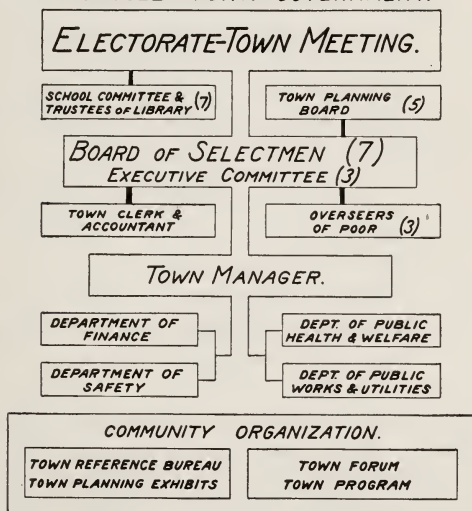 ELECTORATE-TOWN MEETING.
SCHOOL COMMITTEE &
TRUSTEES OF LIBRARY (7)
TOWN PLANNING
BOARD (5)
BOARD OF SELECTMEN (7)
EXECUTIVE COMMITTEE (3)
TOWN CLERK &
ACCOUNTANT
OVERSEERS
OF POOR (3)
TOWN MANAGER.
DEPARTMENT OF
FINANCE
DEPT. OF PUBLIC
HEALTH & WELFARE
DEPARTMENT OF
SAFETY
DEPT. OF PUBLIC
WORKS & UTILITIES
COMMUNITY ORGANIZATION.
TOWN REFERENCE BUREAU
TOWN PLANNING EXHIBITS
TOWN FORUM
TOWN PROGRAM